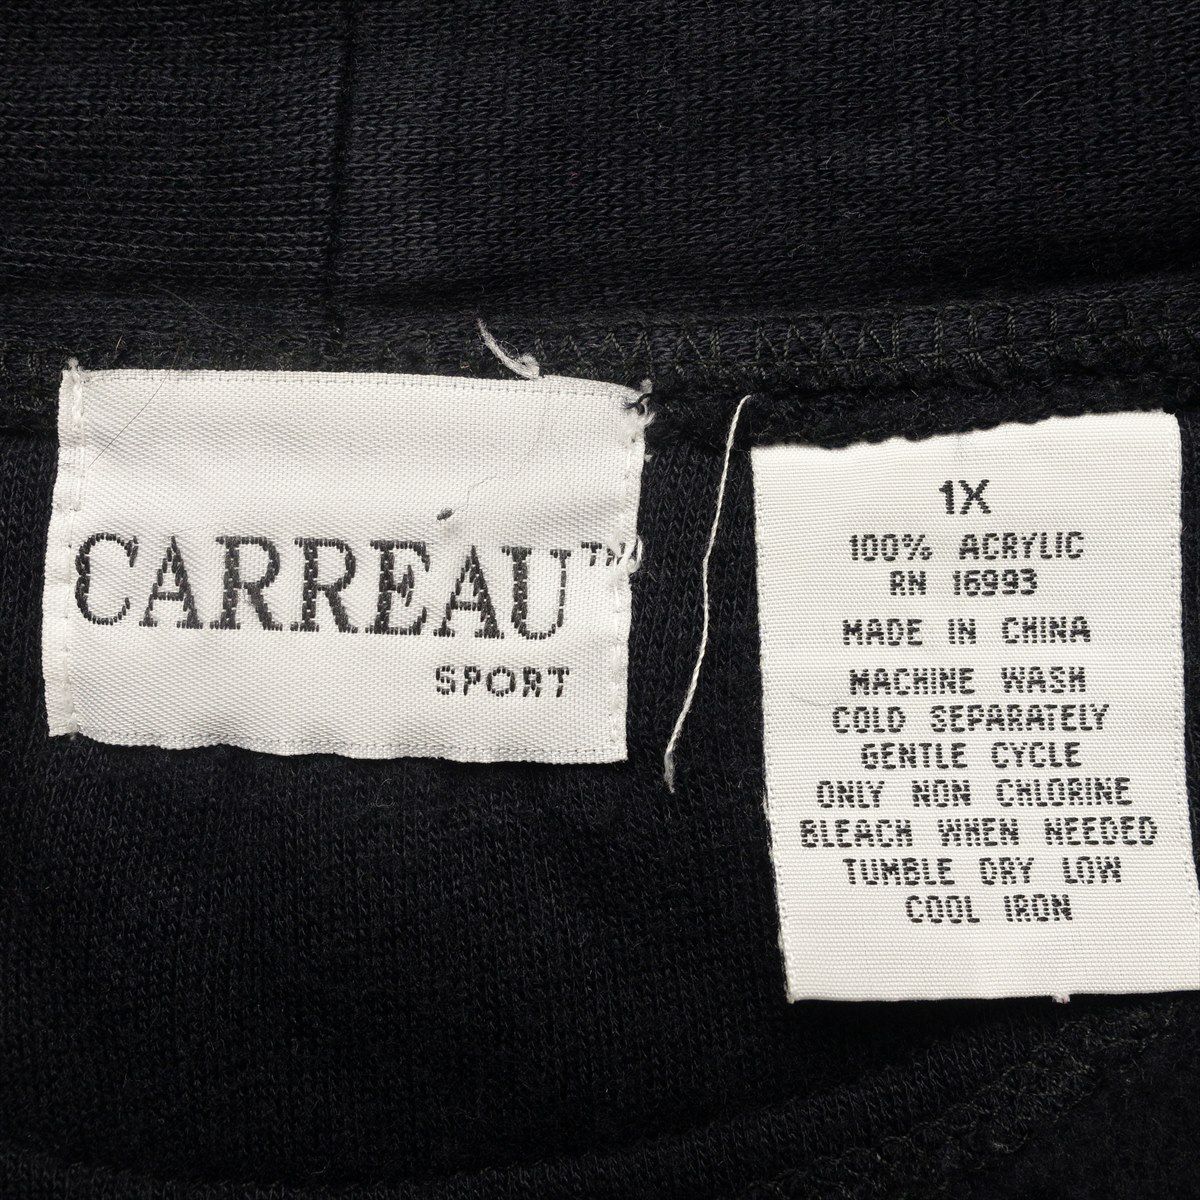 CARREAU™
SPORT
1X
100% ACRYLIC
RN 16993
MADE IN CHINA
MACHINE WASH
COLD SEPARATELY
GENTLE CYCLE
ONLY NON CHLORINE
BLEACH WHEN NEEDED
TUMBLE DRY LOW
COOL IRON